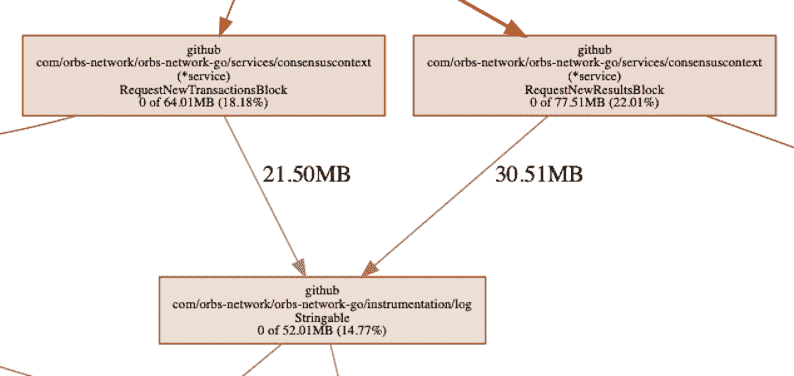 github
com/orbs-network/orbs-network-go/services/consensuscontext
(*service)
RequestNewTransactionsBlock
0 of 64.01MB (18.18%)
github
com/orbs-network/orbs-network-go/services/consensuscontext
(*service)
RequestNewResultsBlock
0 of 77.51MB (22.01%)
21.50MB
30.51MB
github
com/orbs-network/orbs-network-go/instrumentation/log
Stringable
0 of 52.01MB (14.77%)